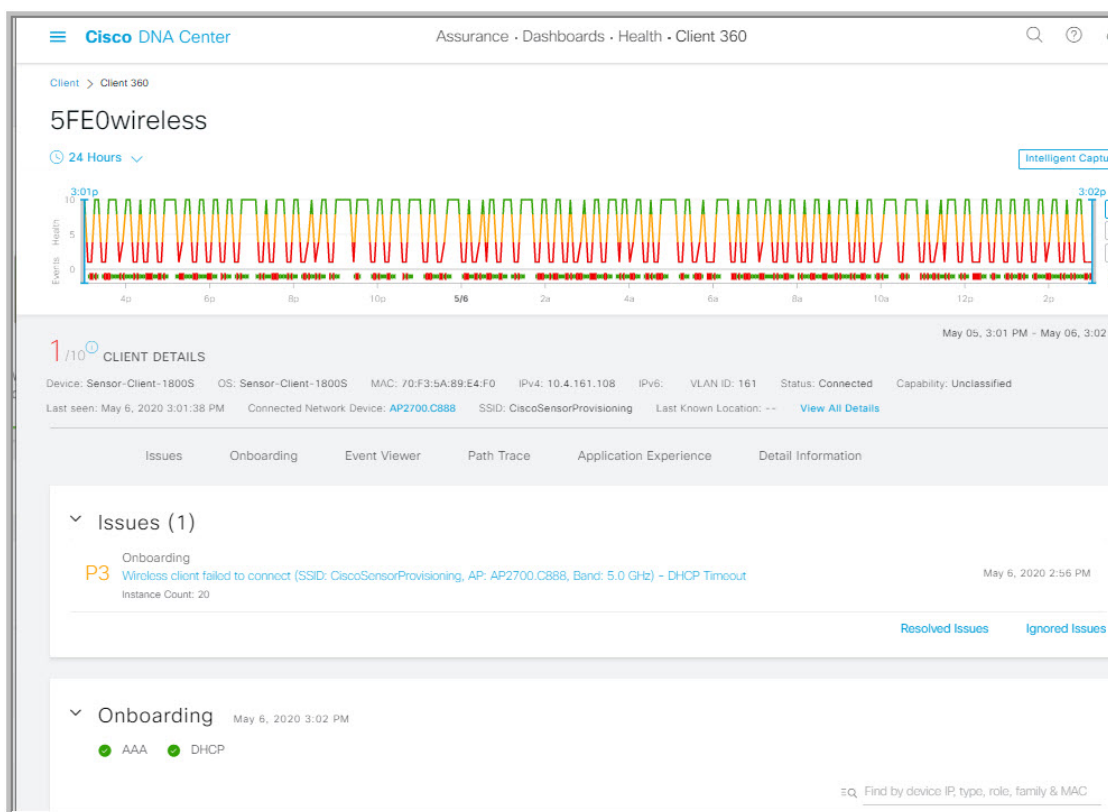 Cisco DNA Center
Assurance · Dashboards · Health · Client 360
Client > Client 360
5FE0wireless
24 Hours
Intelligent Captu
3:01p
3:02p
10
5
0
Health
Events
4p 6p 8p 10p 5/6 2a 4a 6a 8a 10a 12p 2p
May 05, 3:01 PM - May 06, 3:02
1/10 CLIENT DETAILS
Device: Sensor-Client-1800S OS: Sensor-Client-1800S MAC: 70:F3:5A:89:E4:F0 IPv4: 10.4.161.108 IPv6: VLAN ID: 161 Status: Connected Capability: Unclassified
Last seen: May 6, 2020 3:01:38 PM Connected Network Device: AP2700.C888 SSID: CiscoSensorProvisioning Last Known Location: -- View All Details
Issues Onboarding Event Viewer Path Trace Application Experience Detail Information
Issues (1)
Onboarding
P3 Wireless client failed to connect (SSID: CiscoSensorProvisioning, AP: AP2700.C888, Band: 5.0 GHz) - DHCP Timeout May 6, 2020 2:56 PM
Instance Count: 20
Resolved Issues Ignored Issues
Onboarding May 6, 2020 3:02 PM
AAA DHCP
Find by device IP, type, role, family & MAC